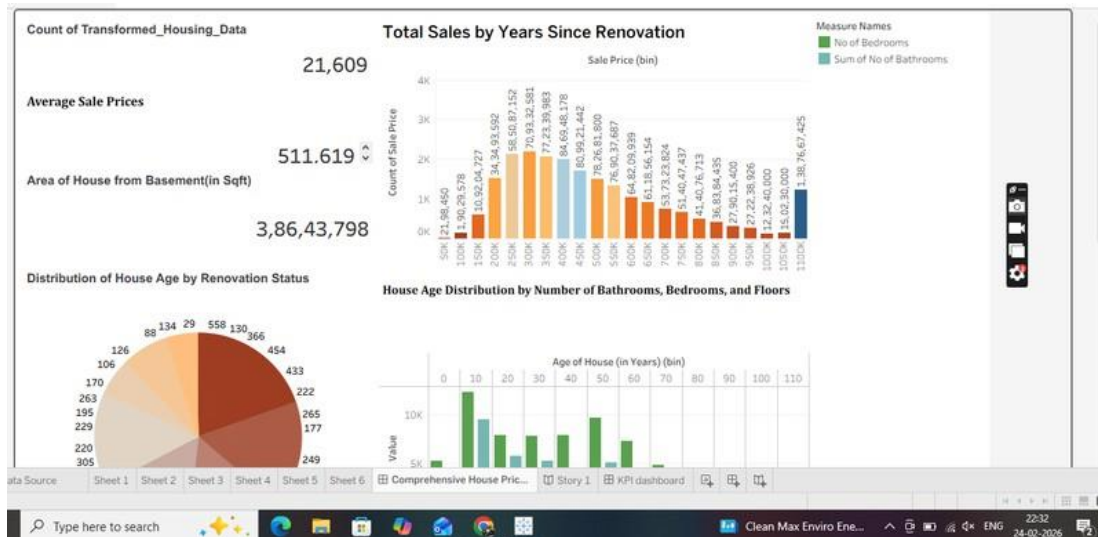 Count of Transformed_Housing_Data
21,609
Average Sale Prices
511.619
Area of House from Basement(in Sqft)
3,86,43,798
Distribution of House Age by Renovation Status
29 558 130 366 454 433 222 265 177 249
134 88 126 106 170 263 195 229 220 305
Total Sales by Years Since Renovation
Sale Price (bin)
Count of Sale Price
4K
3K
2K
1K
0K
21,98,450
1,90,29,578
10,92,04,727
34,34,93,592
58,50,87,152
70,93,32,581
77,23,39,983
84,69,48,178
80,99,21,442
78,26,81,800
76,90,37,687
64,82,09,939
61,18,56,154
53,73,23,824
51,40,47,437
41,40,76,713
36,83,84,435
27,90,15,400
27,22,38,926
12,32,40,000
15,02,30,000
1,38,76,67,425
50K 100K 150K 200K 250K 300K 350K 400K 450K 500K 550K 600K 650K 700K 750K 800K 850K 900K 950K 1000K 1050K 1100K
Measure Names
No of Bedrooms
Sum of No of Bathrooms
House Age Distribution by Number of Bathrooms, Bedrooms, and Floors
Age of House (in Years) (bin)
0 10 20 30 40 50 60 70 80 90 100 110
Value
10K
5K
ata Source Sheet 1 Sheet 2 Sheet 3 Sheet 4 Sheet 5 Sheet 6 Comprehensive House Pric... Story 1 KPI dashboard
Type here to search
Clean Max Enviro Ene...
ENG
22:32
24-02-2026
2